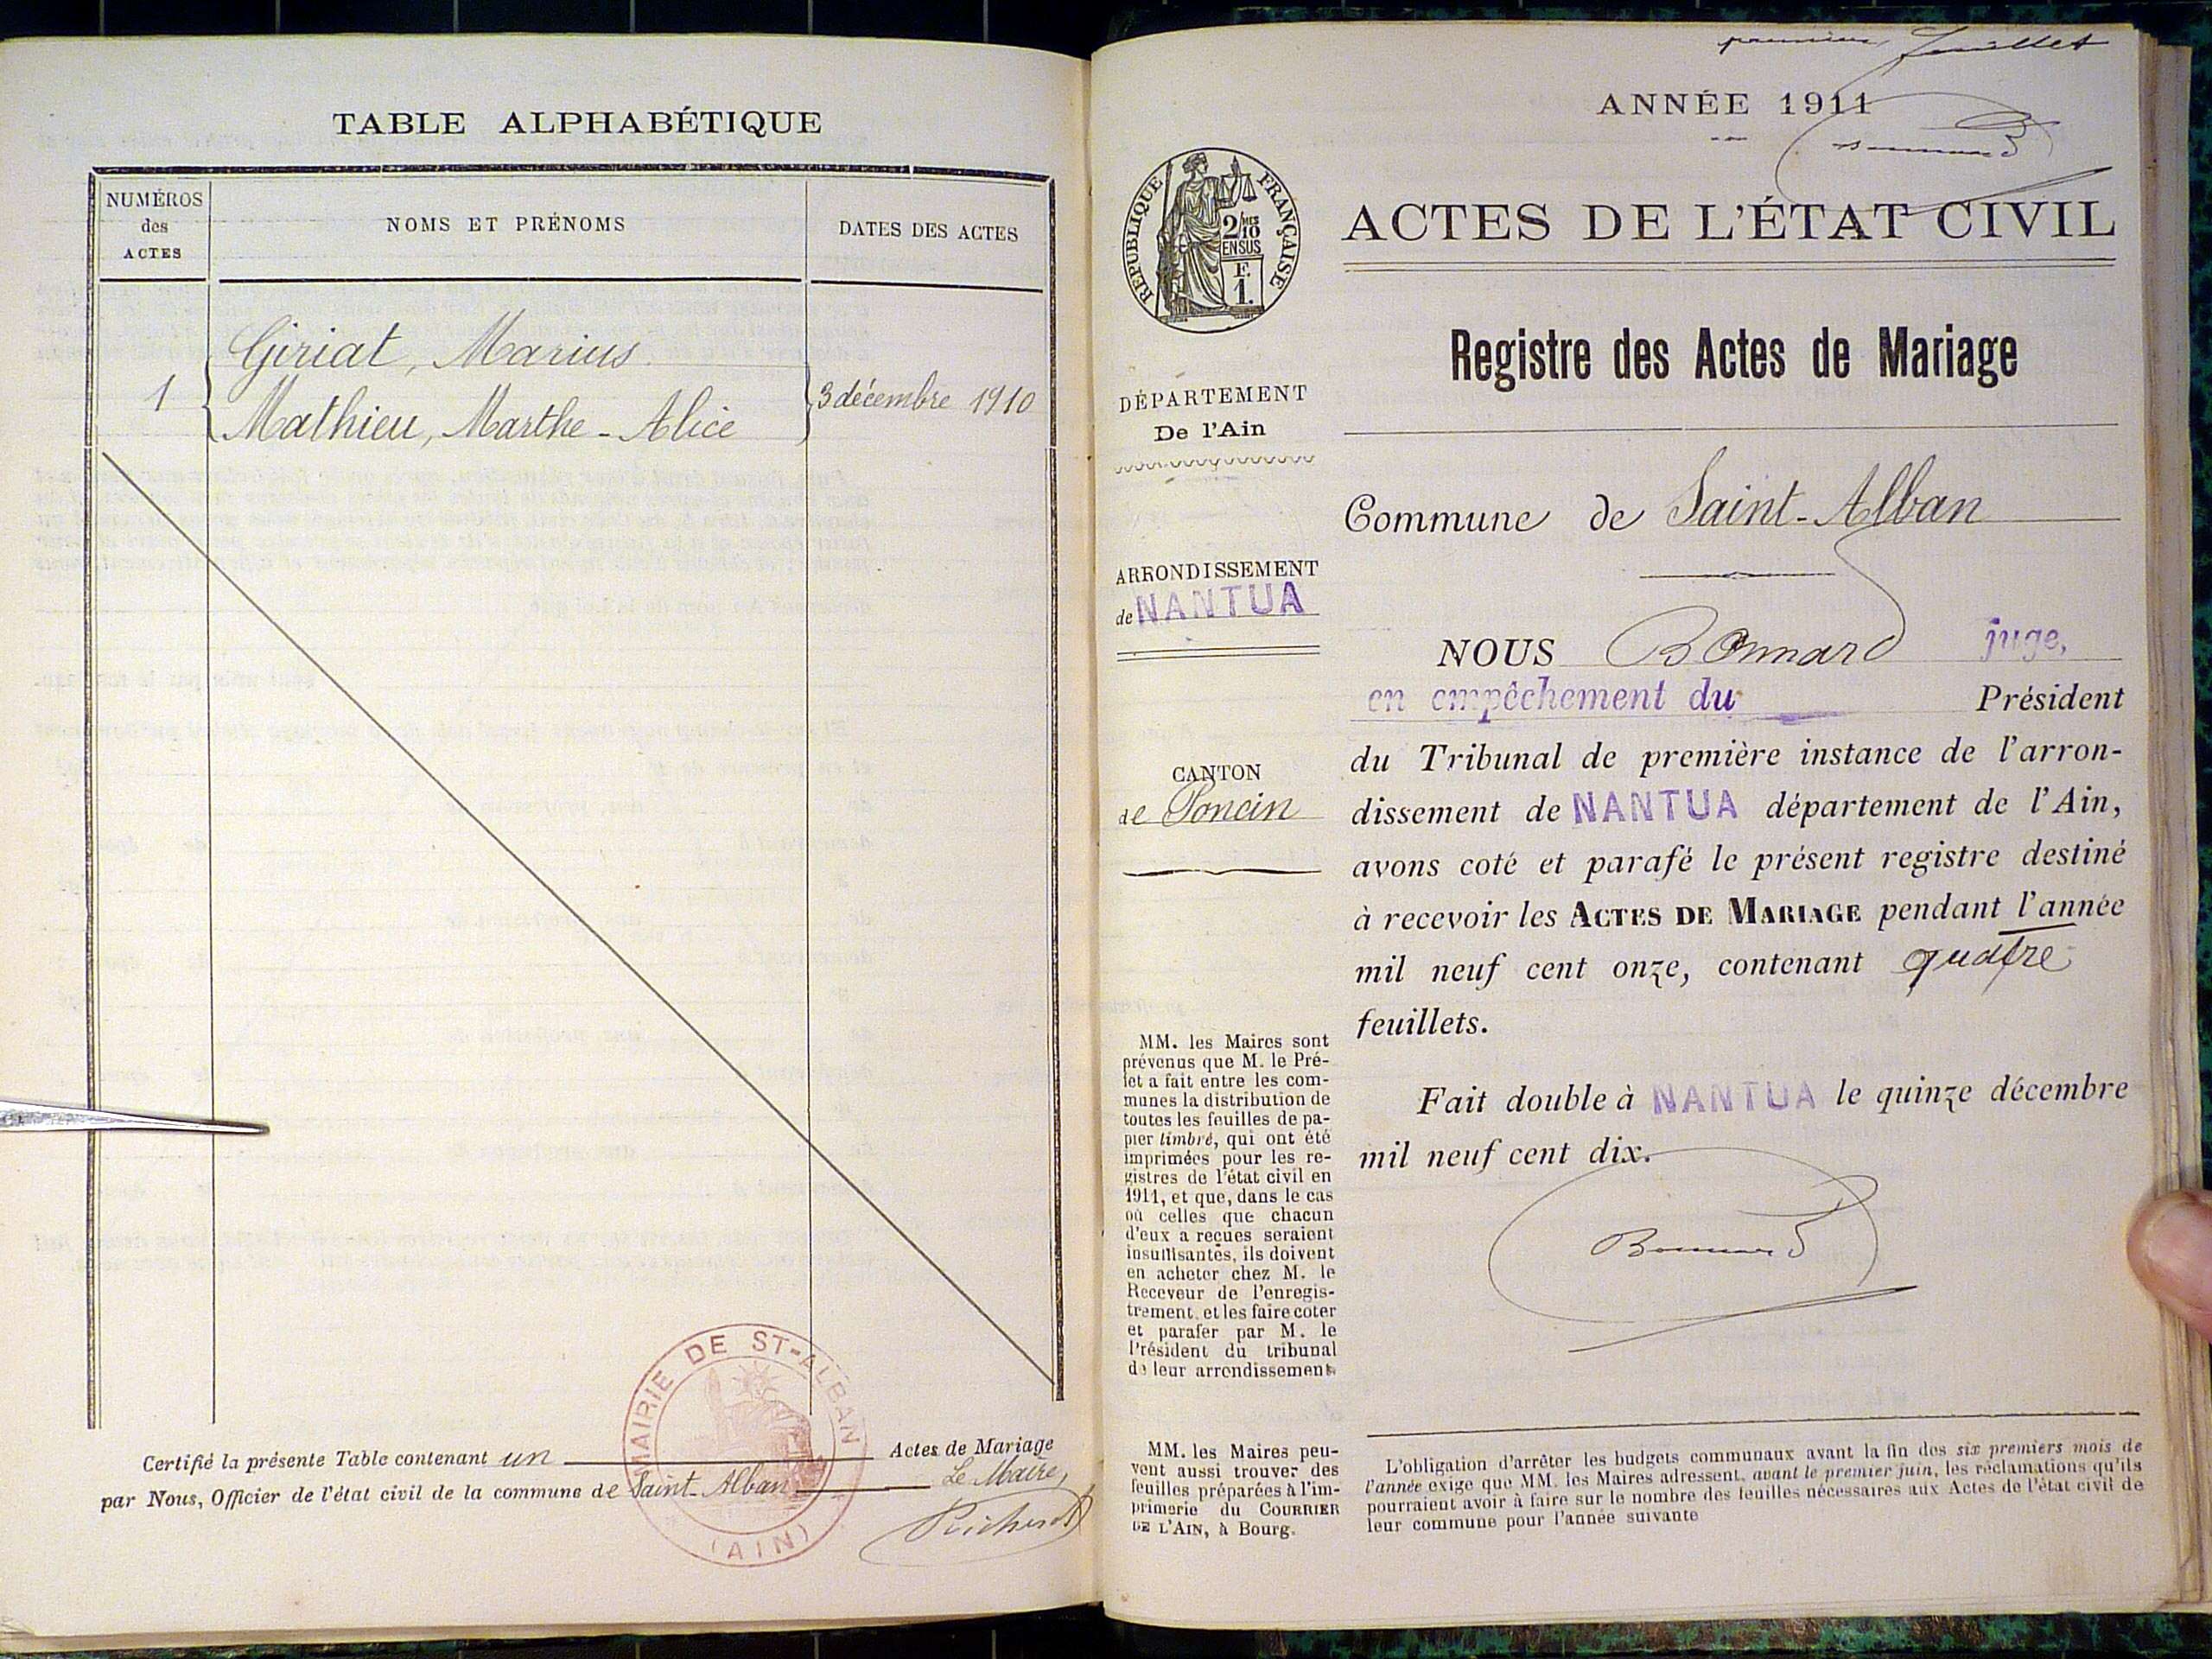 TABLE ALPHABÉTIQUE
NUMÉROS
des
ACTES
NOMS ET PRÉNOMS
DATES DES ACTES
Giriat, Marius
1
Mathieu, Marthe-Alice
3 décembre 1910
MAIRIE DE ST-ALBAN
(AIN)
Certifié la présente Table contenant un Actes de Mariage
par Nous, Officier de l'état civil de la commune de Saint-Alban Le Maire,
premier feuillet
ANNÉE 1911
RÉPUBLIQUE FRANÇAISE
2/10
EN SUS
F.
1.
ACTES DE L'ÉTAT CIVIL
Registre des Actes de Mariage
DÉPARTEMENT
De l'Ain
ARRONDISSEMENT
de NANTUA
CANTON
de Poncin
MM. les Maires sont
prévenus que M. le Pré-
fet a fait entre les com-
munes la distribution de
toutes les feuilles de pa-
pier timbré, qui ont été
imprimées pour les re-
gistres de l'état civil en
1911, et que, dans le cas
où celles que chacun
d'eux a reçues seraient
insuffisantes, ils doivent
en acheter chez M. le
Receveur de l'enregis-
trement, et les faire coter
et parafer par M. le
Président du tribunal
de leur arrondissement.
MM. les Maires peu-
vent aussi trouver des
feuilles préparées à l'im-
primerie du COURRIER
DE L'AIN, à Bourg.
Commune de Saint-Alban
NOUS Bonnard juge,
en empêchement du Président
du Tribunal de première instance de l'arron-
dissement de NANTUA département de l'Ain,
avons coté et parafé le présent registre destiné
à recevoir les ACTES DE MARIAGE pendant l'année
mil neuf cent onze, contenant quatre
feuillets.
Fait double à NANTUA le quinze décembre
mil neuf cent dix.
Bonnard
L'obligation d'arrêter les budgets communaux avant la fin des six premiers mois de
l'année exige que MM. les Maires adressent, avant le premier juin, les réclamations qu'ils
pourraient avoir à faire sur le nombre des feuilles nécessaires aux Actes de l'état civil de
leur commune pour l'année suivante